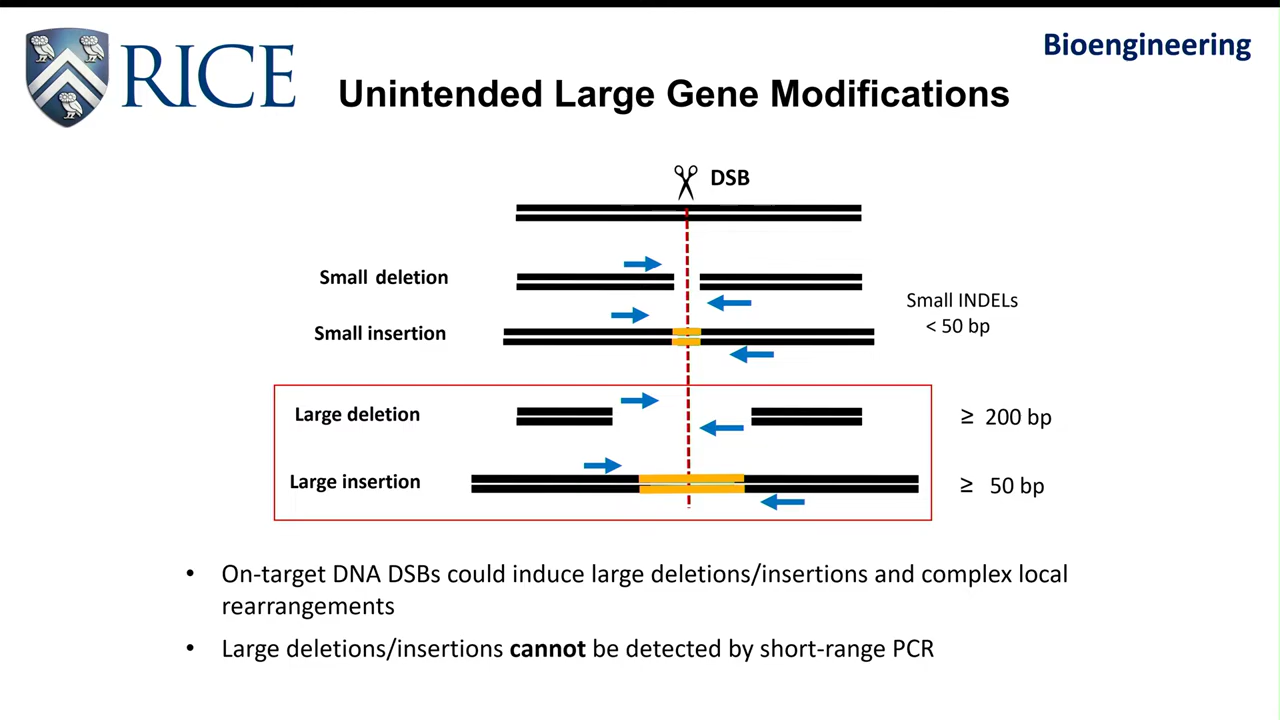 RICE
Bioengineering
Unintended Large Gene Modifications
DSB
Small deletion
Small insertion
Small INDELs
< 50 bp
Large deletion
≥ 200 bp
Large insertion
≥ 50 bp
• On-target DNA DSBs could induce large deletions/insertions and complex local
rearrangements
• Large deletions/insertions cannot be detected by short-range PCR